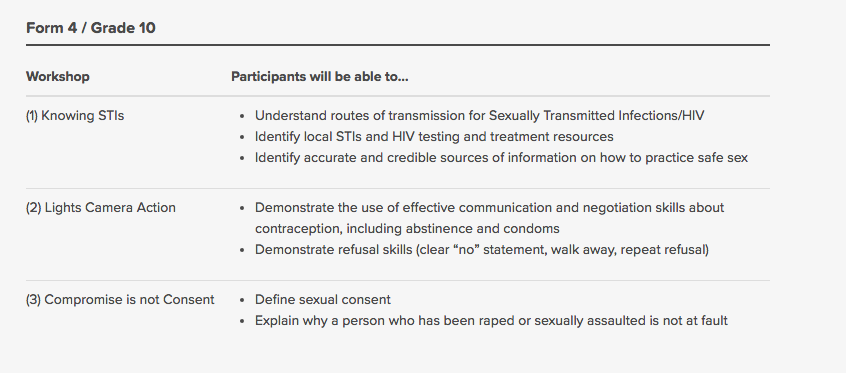 Form 4 / Grade 10
Workshop Participants will be able to...
(1) Knowing STIs • Understand routes of transmission for Sexually Transmitted Infections/HIV
• Identify local STIs and HIV testing and treatment resources
• Identify accurate and credible sources of information on how to practice safe sex
(2) Lights Camera Action • Demonstrate the use of effective communication and negotiation skills about
contraception, including abstinence and condoms
• Demonstrate refusal skills (clear “no” statement, walk away, repeat refusal)
(3) Compromise is not Consent • Define sexual consent
• Explain why a person who has been raped or sexually assaulted is not at fault